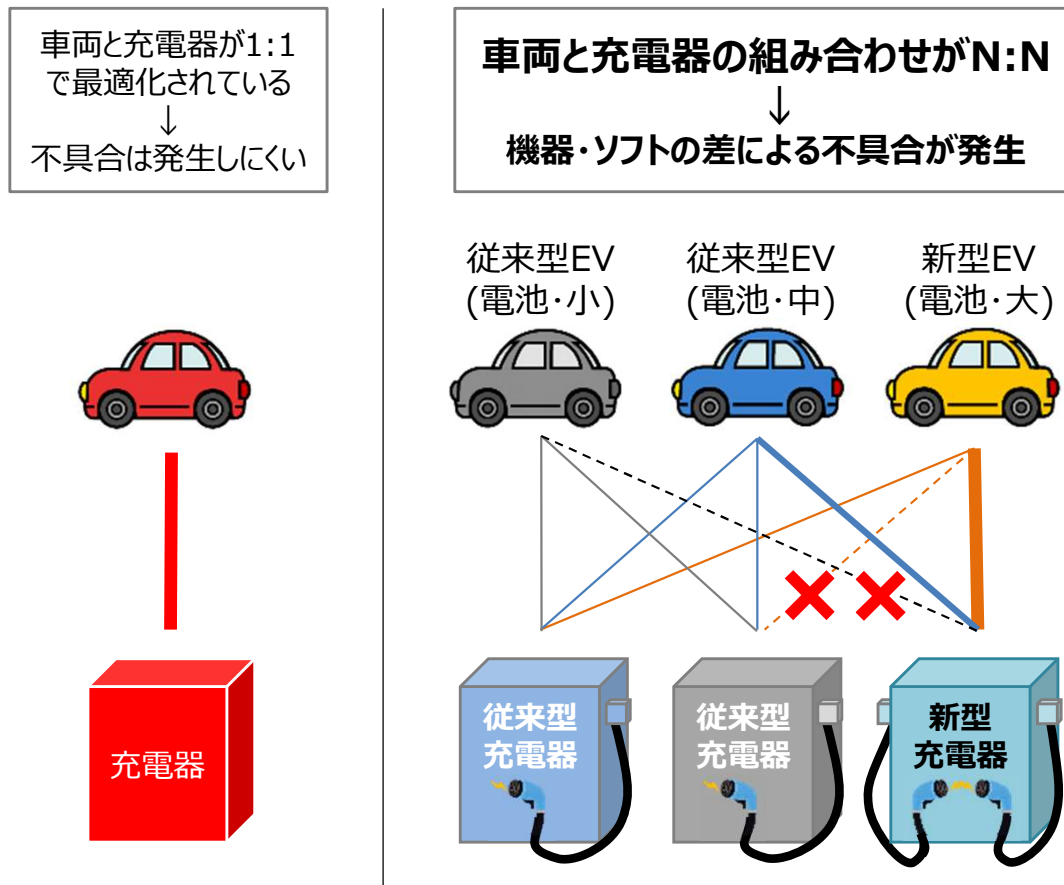 車両と充電器が1:1
で最適化されている
↓
不具合は発生しにくい
車両と充電器の組み合わせがN:N
↓
機器・ソフトの差による不具合が発生
従来型EV
(電池・小)
従来型EV
(電池・中)
新型EV
(電池・大)
充電器
従来型
充電器
従来型
充電器
新型
充電器